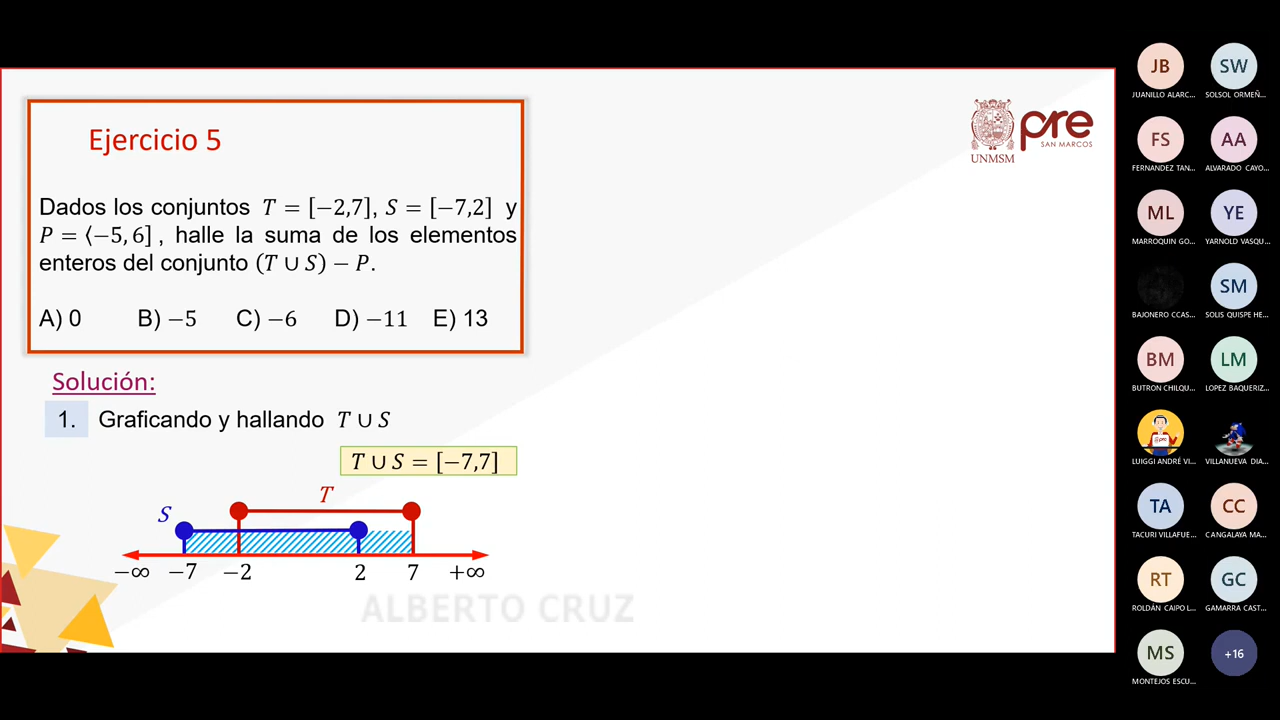 Ejercicio 5
Dados los conjuntos T = [−2,7], S = [−7,2] y
P = ⟨−5, 6] , halle la suma de los elementos
enteros del conjunto (T ∪ S) − P.
A) 0 B) −5 C) −6 D) −11 E) 13
Solución:
1. Graficando y hallando T ∪ S
T ∪ S = [−7,7]
T
S
−∞ −7 −2 2 7 +∞
ALBERTO CRUZ
UNMSM
pre
SAN MARCOS
JB SW
JUANILLO ALARC... SOLSOL ORMEÑ...
FS AA
FERNANDEZ TAN... ALVARADO CAYO...
ML YE
MARROQUIN GO... YARNOLD VASQU...
SM
BAJONERO CCAS... SOLIS QUISPE HE...
BM LM
BUTRON CHILQU... LOPEZ BAQUERIZ...
LUIGGI ANDRÉ VI... VILLANUEVA DIA...
TA CC
TACURI VILLAFUE... CANGALAYA MA...
RT GC
ROLDÁN CAIPO L... GAMARRA CAST...
MS +16
MONTEJOS ESCU...